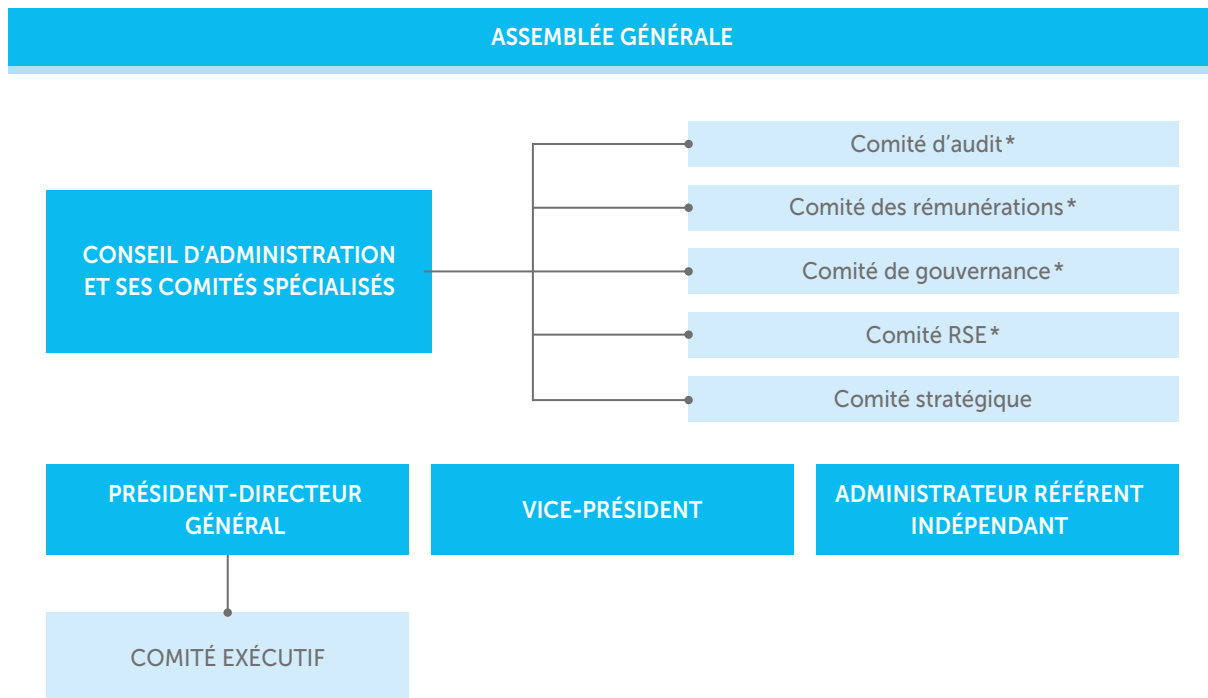 ASSEMBLÉE GÉNÉRALE
CONSEIL D’ADMINISTRATION
ET SES COMITÉS SPÉCIALISÉS
Comité d’audit*
Comité des rémunérations*
Comité de gouvernance*
Comité RSE*
Comité stratégique
PRÉSIDENT-DIRECTEUR
GÉNÉRAL
VICE-PRÉSIDENT
ADMINISTRATEUR RÉFÉRENT
INDÉPENDANT
COMITÉ EXÉCUTIF